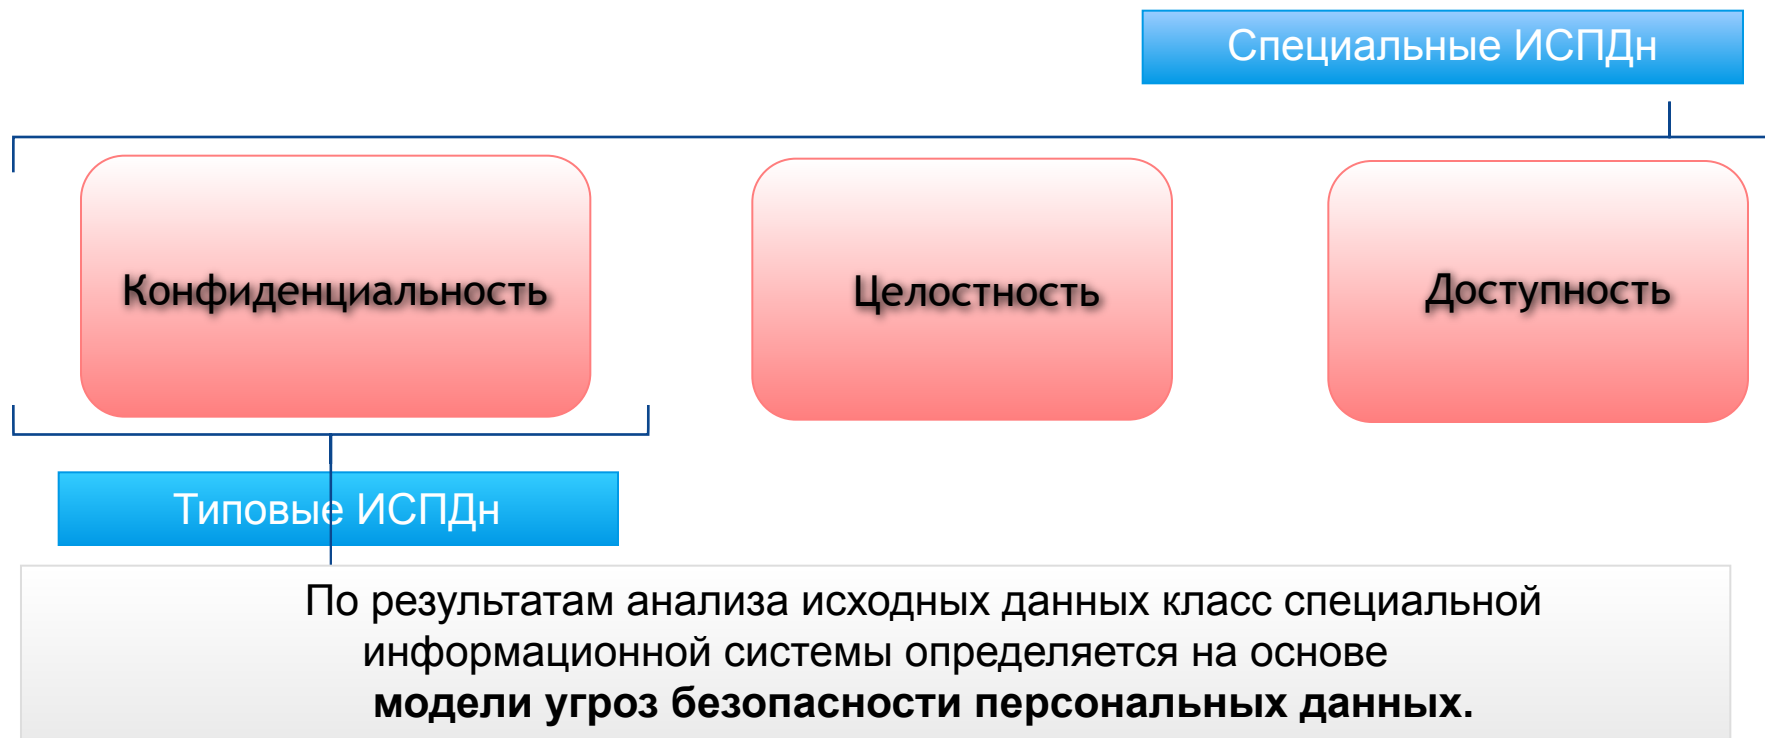 Специальные ИСПДн
Конфиденциальность
Целостность
Доступность
Типовые ИСПДн
По результатам анализа исходных данных класс специальной
информационной системы определяется на основе
модели угроз безопасности персональных данных.